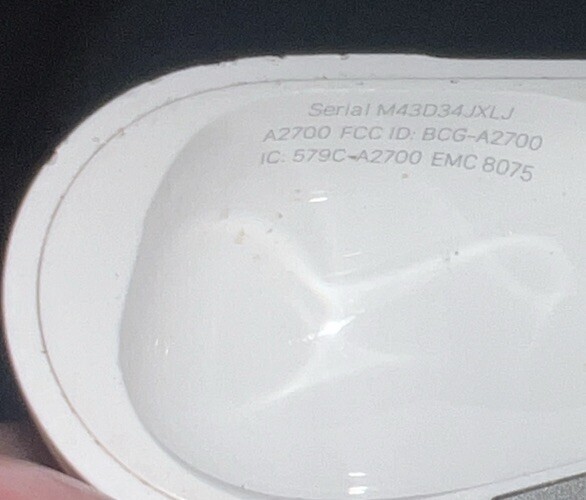 Serial M43D34JXLJ
A2700 FCC ID: BCG-A2700
IC: 579C-A2700 EMC 8075